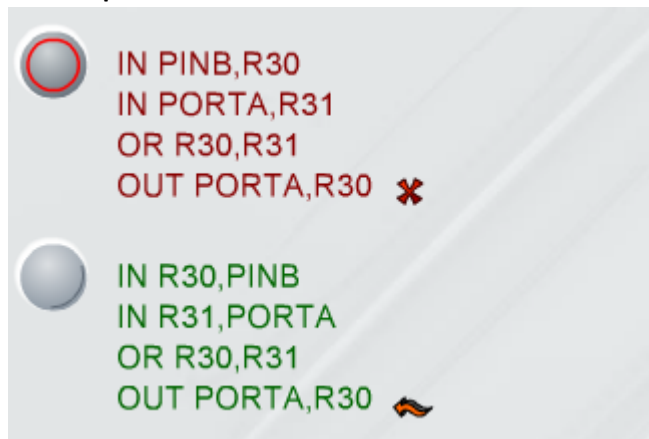 IN PINB,R30
IN PORTA,R31
OR R30,R31
OUT PORTA,R30
IN R30,PINB
IN R31,PORTA
OR R30,R31
OUT PORTA,R30